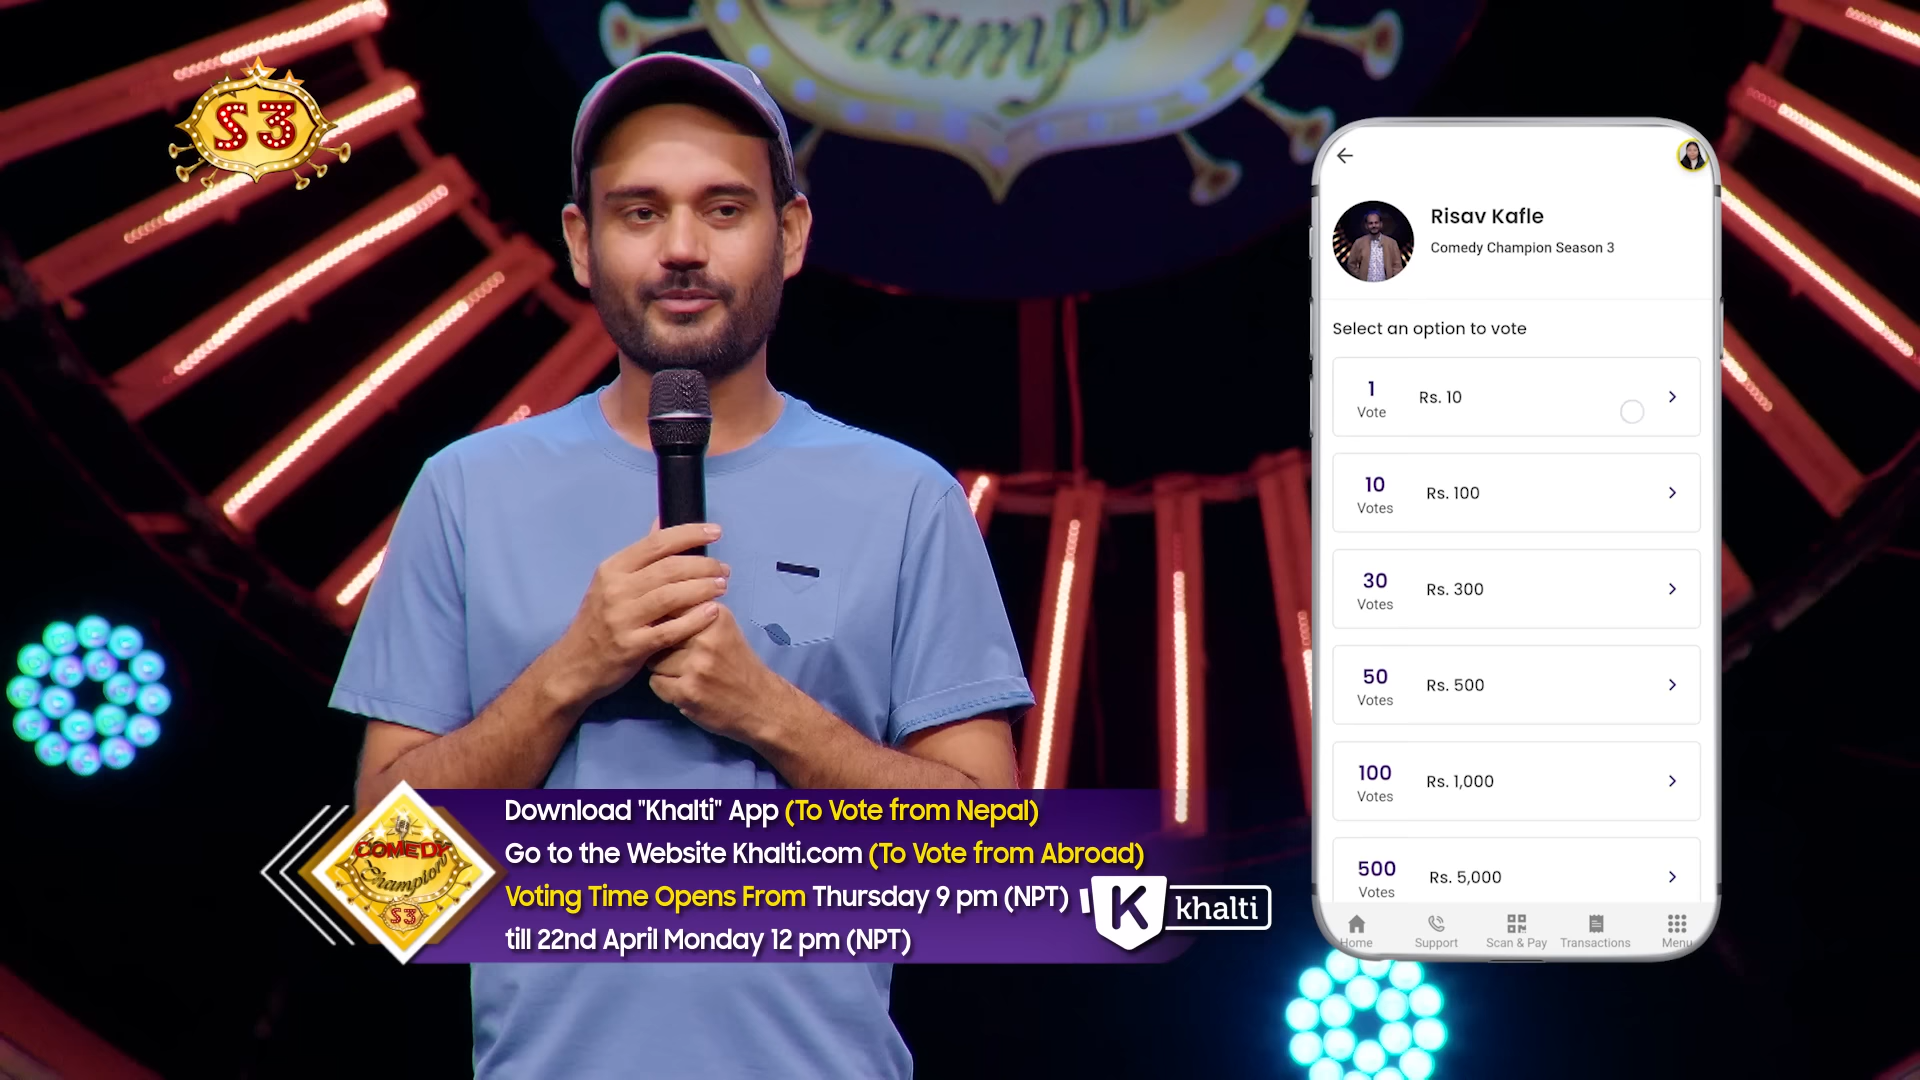 Champion
S3
Risav Kafle
Comedy Champion Season 3
Select an option to vote
1
Vote
Rs. 10
10
Votes
Rs. 100
30
Votes
Rs. 300
50
Votes
Rs. 500
100
Votes
Rs. 1,000
500
Votes
Rs. 5,000
Home
Support
Scan & Pay
Transactions
Menu
COMEDY
Champion
S3
Download "Khalti" App (To Vote from Nepal)
Go to the Website Khalti.com (To Vote from Abroad)
Voting Time Opens From Thursday 9 pm (NPT)
till 22nd April Monday 12 pm (NPT)
K
khalti